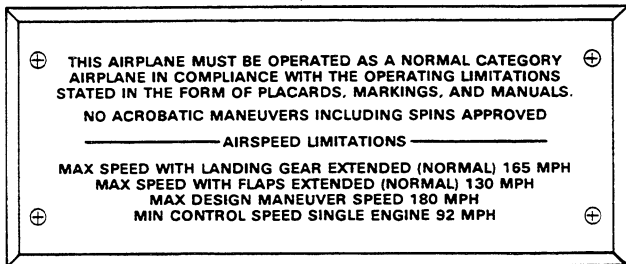 THIS AIRPLANE MUST BE OPERATED AS A NORMAL CATEGORY
AIRPLANE IN COMPLIANCE WITH THE OPERATING LIMITATIONS
STATED IN THE FORM OF PLACARDS, MARKINGS, AND MANUALS.
NO ACROBATIC MANEUVERS INCLUDING SPINS APPROVED
AIRSPEED LIMITATIONS
MAX SPEED WITH LANDING GEAR EXTENDED (NORMAL) 165 MPH
MAX SPEED WITH FLAPS EXTENDED (NORMAL) 130 MPH
MAX DESIGN MANEUVER SPEED 180 MPH
MIN CONTROL SPEED SINGLE ENGINE 92 MPH